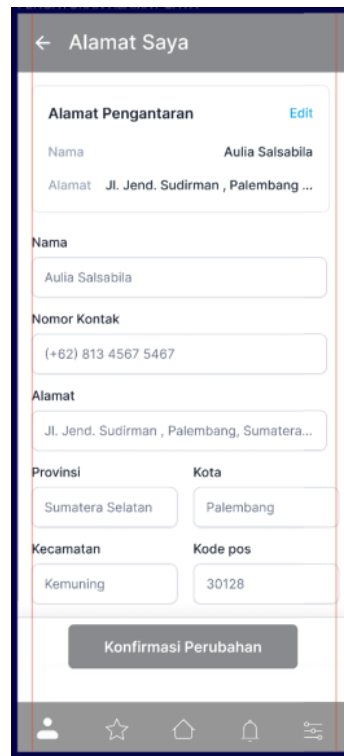 Alamat Saya
Alamat Pengantaran Edit
Nama Aulia Salsabila
Alamat Jl. Jend. Sudirman , Palembang ...
Nama
Aulia Salsabila
Nomor Kontak
(+62) 813 4567 5467
Alamat
Jl. Jend. Sudirman , Palembang, Sumatera...
Provinsi Kota
Sumatera Selatan Palembang
Kecamatan Kode pos
Kemuning 30128
Konfirmasi Perubahan